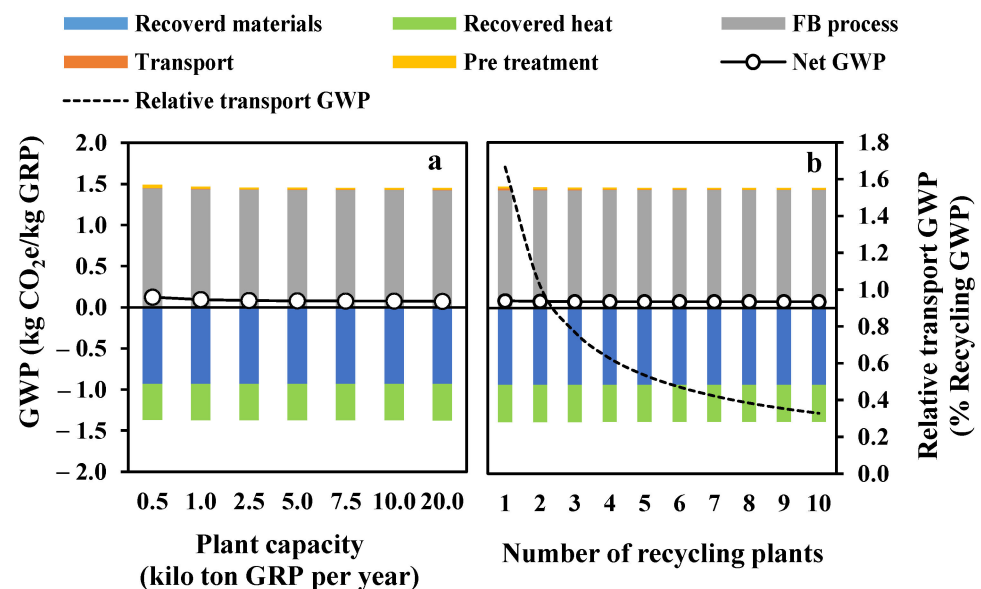 Recoverd materials
Recovered heat
FB process
Transport
Pre treatment
Net GWP
Relative transport GWP
GWP (kg CO₂e/kg GRP)
2.0
1.5
1.0
0.5
0.0
– 0.5
– 1.0
– 1.5
– 2.0
a
0.5 1.0 2.5 5.0 7.5 10.0 20.0
Plant capacity
(kilo ton GRP per year)
b
1 2 3 4 5 6 7 8 9 10
Number of recycling plants
1.8
1.6
1.4
1.2
1.0
0.8
0.6
0.4
0.2
0.0
Relative transport GWP
(% Recycling GWP)